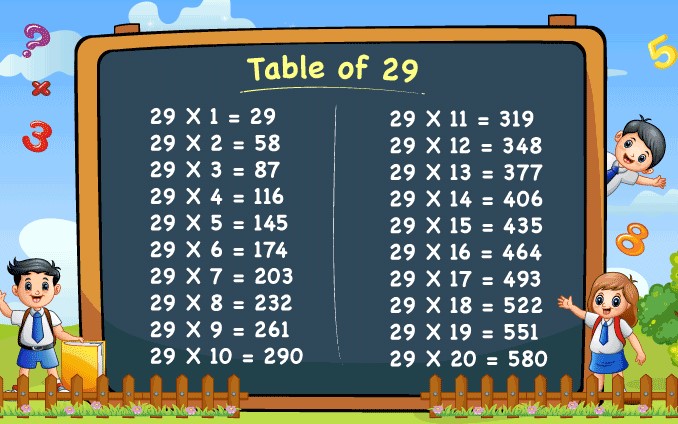 Table of 29
29 X 1 = 29
29 X 2 = 58
29 X 3 = 87
29 X 4 = 116
29 X 5 = 145
29 X 6 = 174
29 X 7 = 203
29 X 8 = 232
29 X 9 = 261
29 X 10 = 290
29 X 11 = 319
29 X 12 = 348
29 X 13 = 377
29 X 14 = 406
29 X 15 = 435
29 X 16 = 464
29 X 17 = 493
29 X 18 = 522
29 X 19 = 551
29 X 20 = 580
?
×
3
5
8